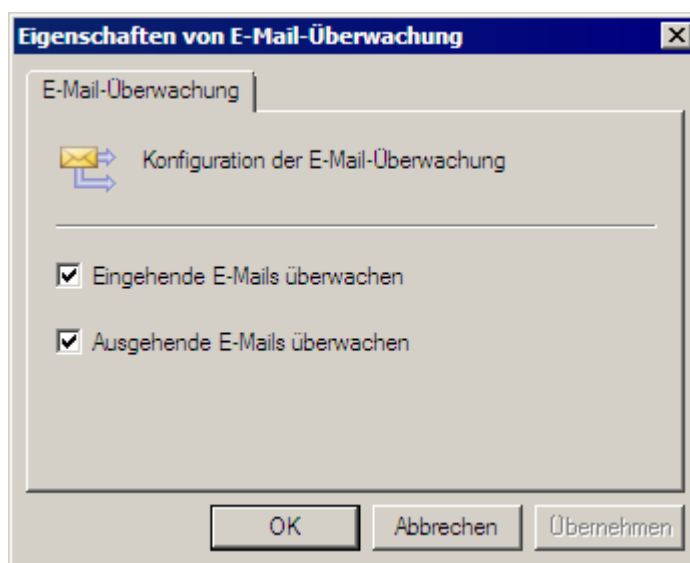 Eigenschaften von E-Mail-Überwachung
E-Mail-Überwachung
Konfiguration der E-Mail-Überwachung
Eingehende E-Mails überwachen
Ausgehende E-Mails überwachen
OK Abbrechen Übernehmen